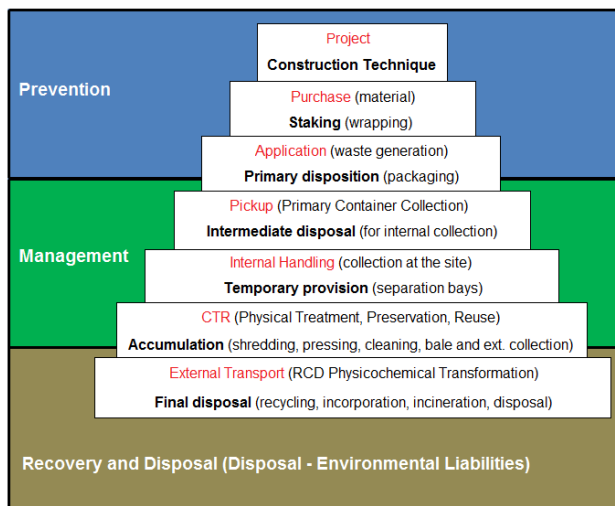 Project
Construction Technique
Prevention
Purchase (material)
Staking (wrapping)
Application (waste generation)
Primary disposition (packaging)
Pickup (Primary Container Collection)
Intermediate disposal (for internal collection)
Management
Internal Handling (collection at the site)
Temporary provision (separation bays)
CTR (Physical Treatment, Preservation, Reuse)
Accumulation (shredding, pressing, cleaning, bale and ext. collection)
External Transport (RCD Physicochemical Transformation)
Final disposal (recycling, incorporation, incineration, disposal)
Recovery and Disposal (Disposal - Environmental Liabilities)